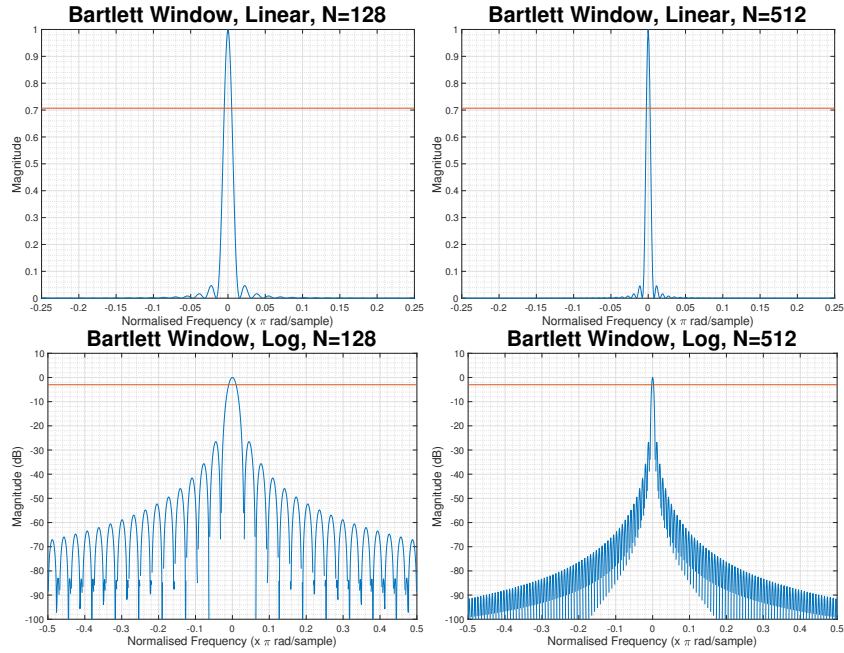 Bartlett Window, Linear, N=128
1
0.9
0.8
0.7
0.6
0.5
0.4
0.3
0.2
0.1
0
Magnitude
-0.25 -0.2 -0.15 -0.1 -0.05 0 0.05 0.1 0.15 0.2 0.25
Normalised Frequency (x π rad/sample)
Bartlett Window, Linear, N=512
1
0.9
0.8
0.7
0.6
0.5
0.4
0.3
0.2
0.1
0
Magnitude
-0.25 -0.2 -0.15 -0.1 -0.05 0 0.05 0.1 0.15 0.2 0.25
Normalised Frequency (x π rad/sample)
Bartlett Window, Log, N=128
10
0
-10
-20
-30
-40
-50
-60
-70
-80
-90
-100
Magnitude (dB)
-0.5 -0.4 -0.3 -0.2 -0.1 0 0.1 0.2 0.3 0.4 0.5
Normalised Frequency (x π rad/sample)
Bartlett Window, Log, N=512
10
0
-10
-20
-30
-40
-50
-60
-70
-80
-90
-100
Magnitude (dB)
-0.5 -0.4 -0.3 -0.2 -0.1 0 0.1 0.2 0.3 0.4 0.5
Normalised Frequency (x π rad/sample)